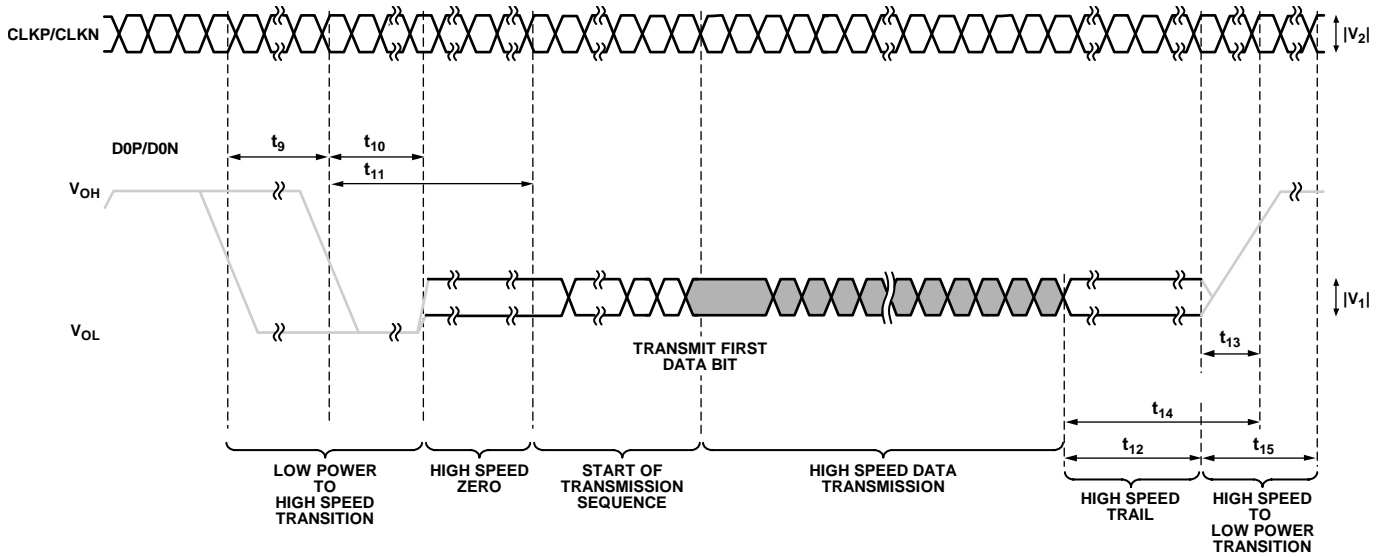 CLKP/CLKN
|V2|
D0P/D0N
t9
t10
t11
VOH
|V1|
VOL
TRANSMIT FIRST
DATA BIT
t13
t14
t12
t15
LOW POWER
TO
HIGH SPEED
TRANSITION
HIGH SPEED
ZERO
START OF
TRANSMISSION
SEQUENCE
HIGH SPEED DATA
TRANSMISSION
HIGH SPEED
TRAIL
HIGH SPEED
TO
LOW POWER
TRANSITION